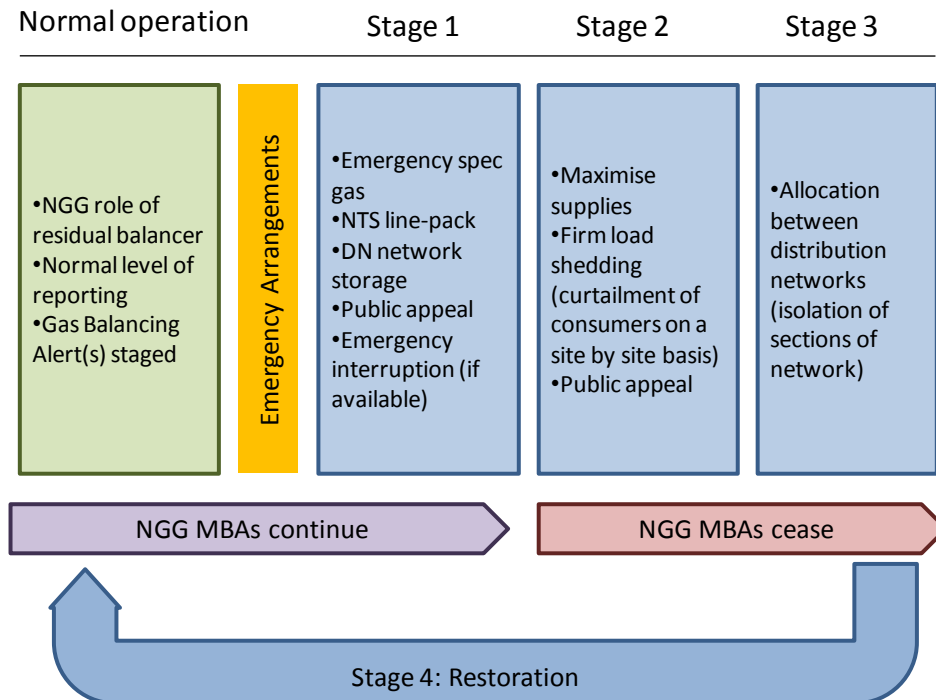 Normal operation
Stage 1
Stage 2
Stage 3
•NGG role of
residual balancer
•Normal level of
reporting
•Gas Balancing
Alert(s) staged
Emergency Arrangements
•Emergency spec
gas
•NTS line-pack
•DN network
storage
•Public appeal
•Emergency
interruption (if
available)
•Maximise
supplies
•Firm load
shedding
(curtailment of
consumers on a
site by site basis)
•Public appeal
•Allocation
between
distribution
networks
(isolation of
sections of
network)
NGG MBAs continue
NGG MBAs cease
Stage 4: Restoration